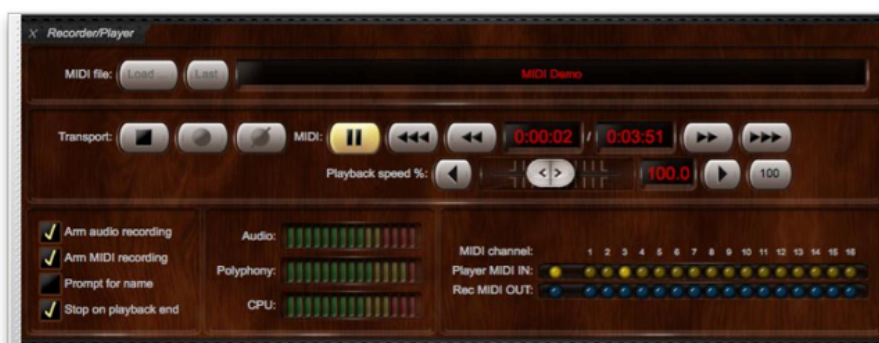 X Recorder/Player
MIDI file: Load ... Last MIDI Demo
Transport: MIDI: 0:00:02 / 0:03:51
Playback speed %: < > 100.0 100
Arm audio recording
Arm MIDI recording
Prompt for name
Stop on playback end
Audio:
Polyphony:
CPU:
MIDI channel: 1 2 3 4 5 6 7 8 9 10 11 12 13 14 15 16
Player MIDI IN:
Rec MIDI OUT: